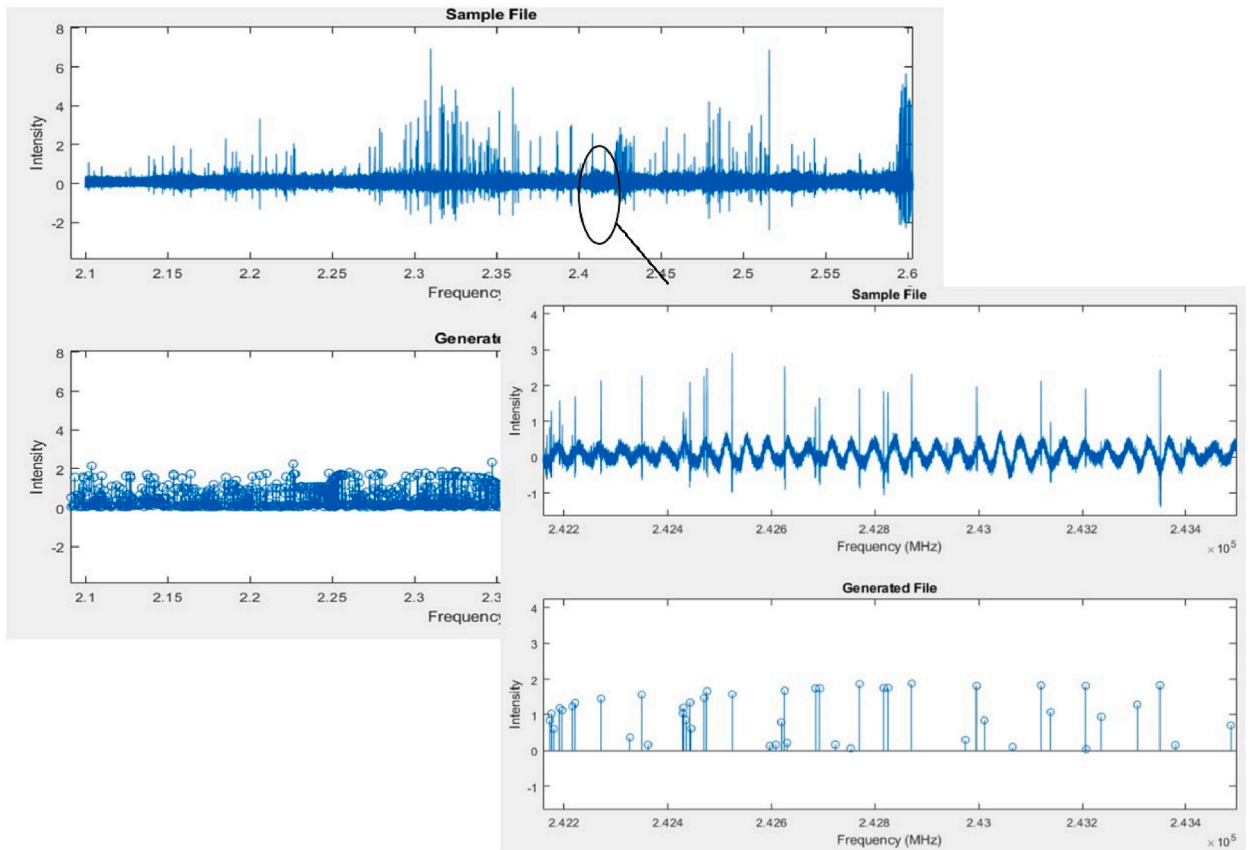 Sample File
Intensity
8
6
4
2
0
-2
2.1 2.15 2.2 2.25 2.3 2.35 2.4 2.45 2.5 2.55 2.6
Frequency
Generate
Intensity
8
6
4
2
0
-2
2.1 2.15 2.2 2.25 2.3 2.3
Frequency
Sample File
Intensity
4
3
2
1
0
-1
2.422 2.424 2.426 2.428 2.43 2.432 2.434
Frequency (MHz)
× 10⁵
Generated File
Intensity
4
3
2
1
0
-1
2.422 2.424 2.426 2.428 2.43 2.432 2.434
Frequency (MHz)
× 10⁵